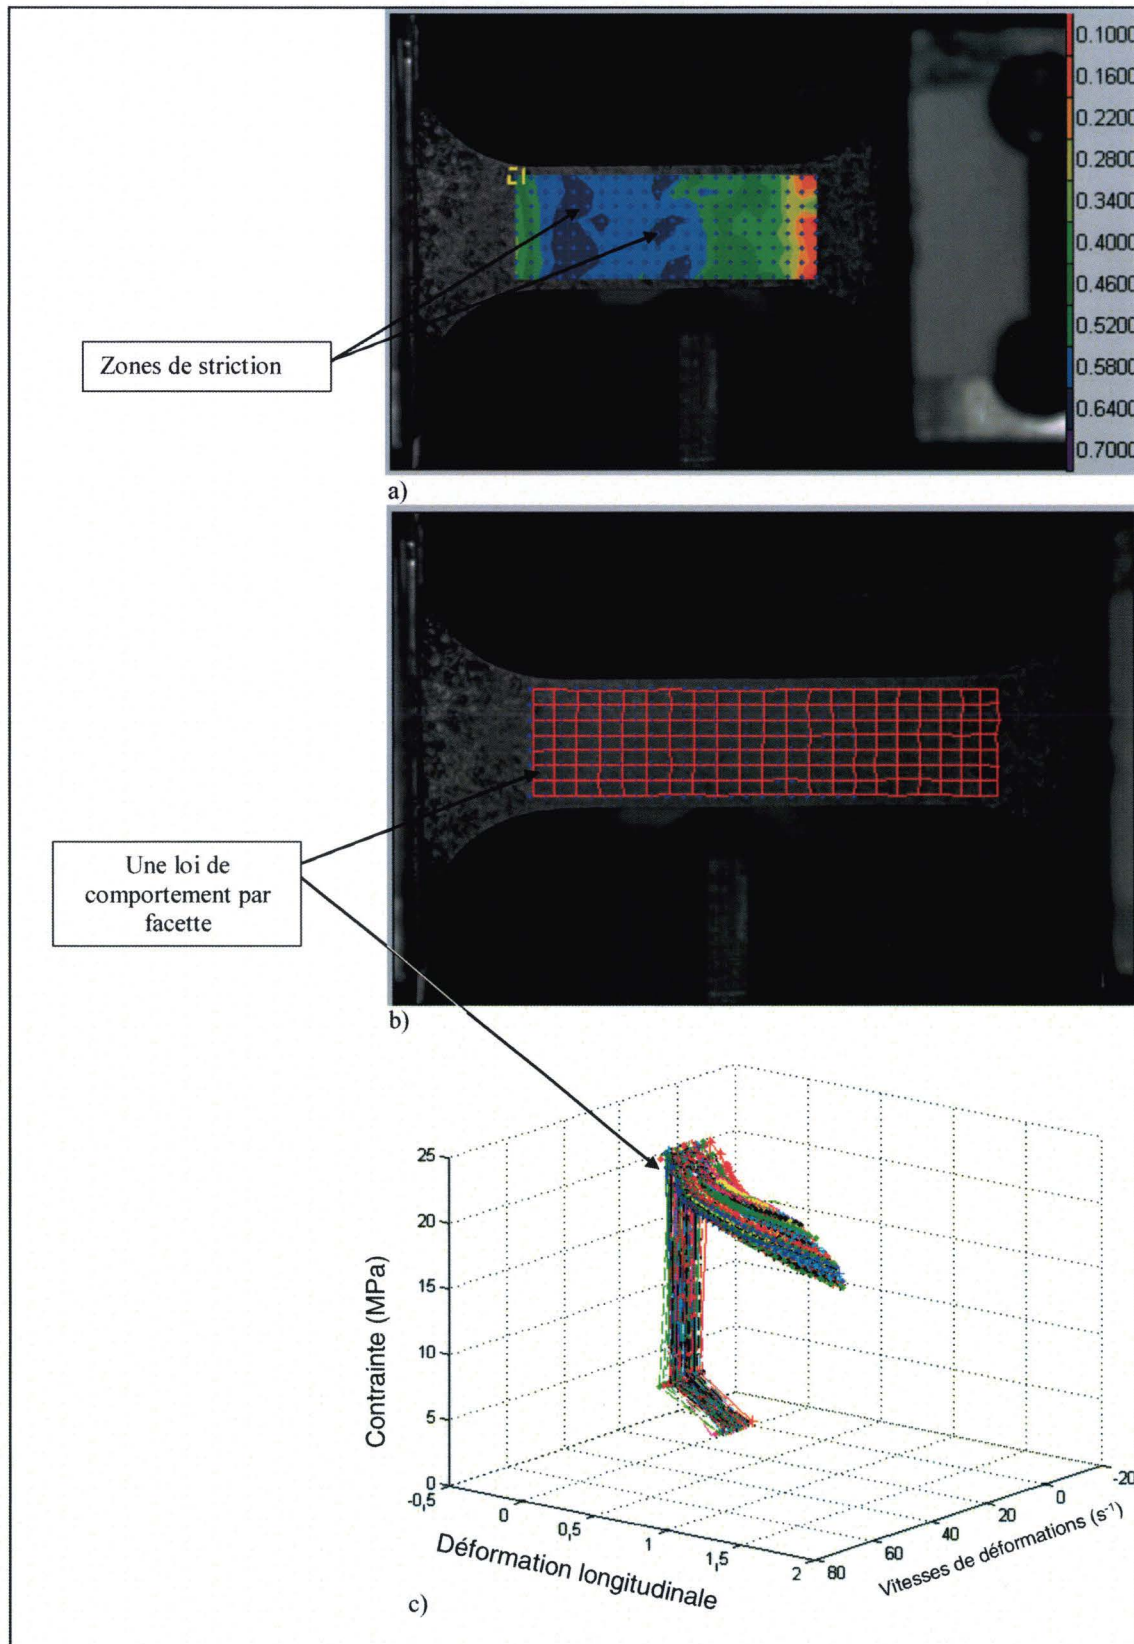 0.1000
0.1600
0.2200
0.2800
0.3400
0.4000
0.4600
0.5200
0.5800
0.6400
0.7000
Zones de striction
a)
Une loi de
comportement par
facette
b)
25
20
15
10
5
0
Contrainte (MPa)
-0,5
0
0,5
1
1,5
2
Déformation longitudinale
80
60
40
20
0
-20
Vitesses de déformations (s⁻¹)
c)